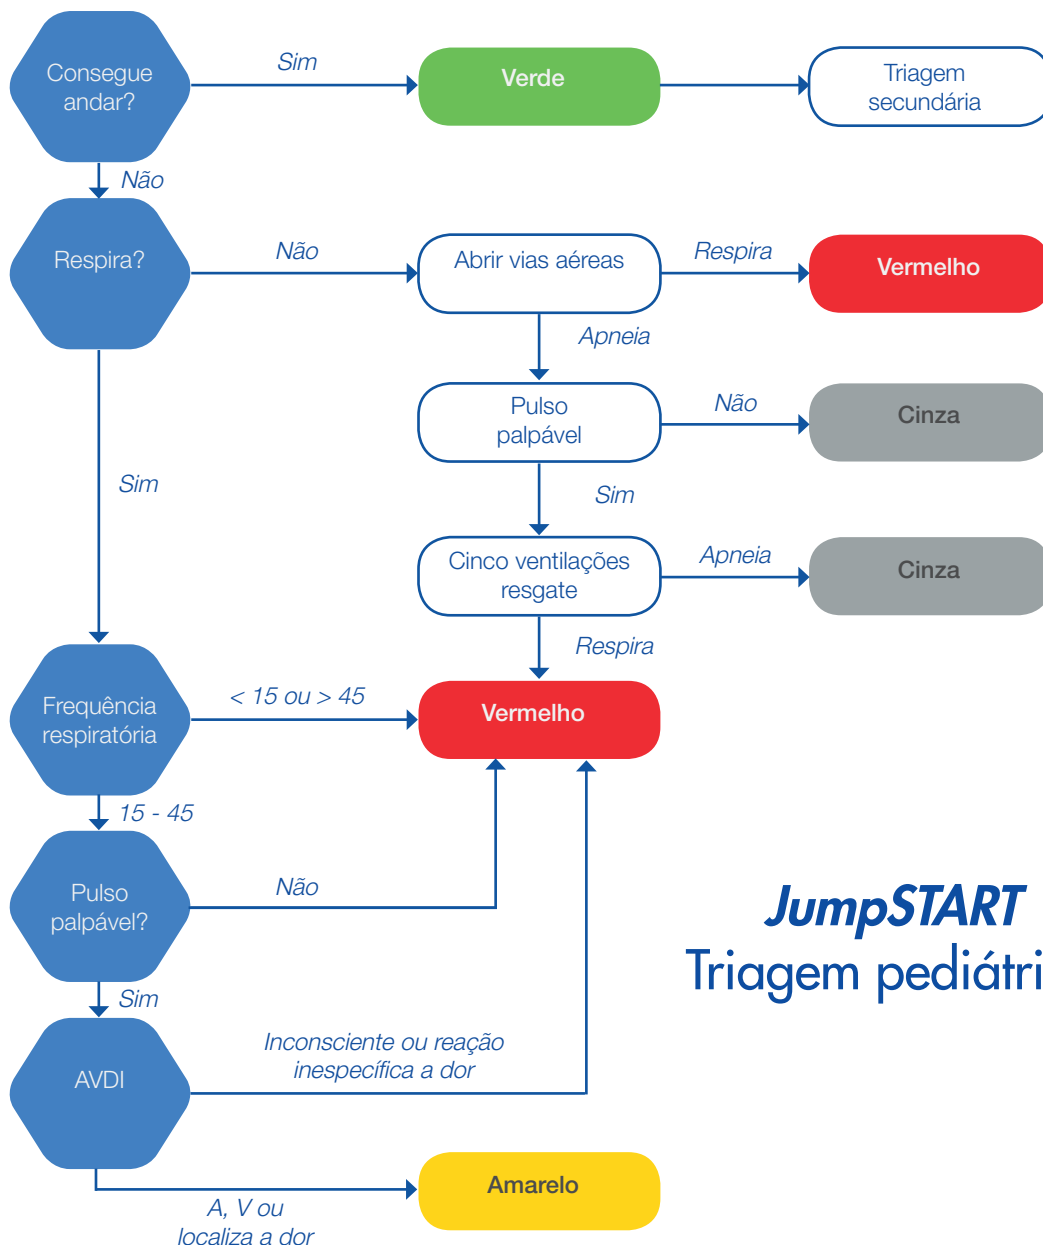 Consegue
andar?
Sim
Verde
Triagem
secundária
Não
Respira?
Não
Abrir vias aéreas
Respira
Vermelho
Apneia
Pulso
palpável
Não
Cinza
Sim
Sim
Cinco ventilações
resgate
Apneia
Cinza
Respira
Frequência
respiratória
< 15 ou > 45
Vermelho
15 - 45
Pulso
palpável?
Não
JumpSTART
Triagem pediátri
Sim
AVDI
Inconsciente ou reação
inespecífica a dor
Amarelo
A, V ou
localiza a dor